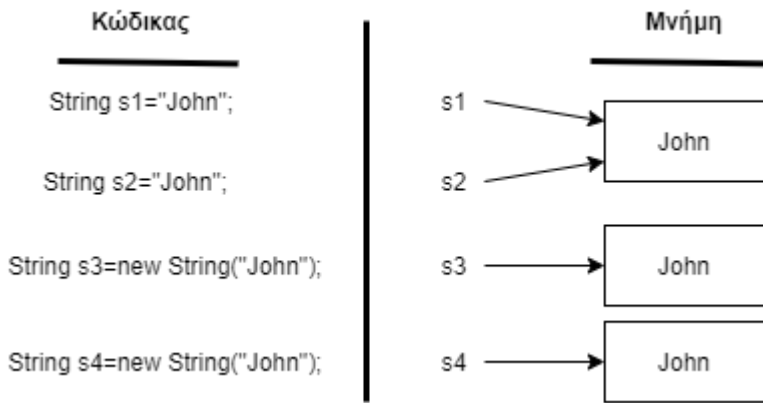 Κώδικας
Μνήμη
String s1="John";
s1
John
String s2="John";
s2
String s3=new String("John");
s3
John
String s4=new String("John");
s4
John